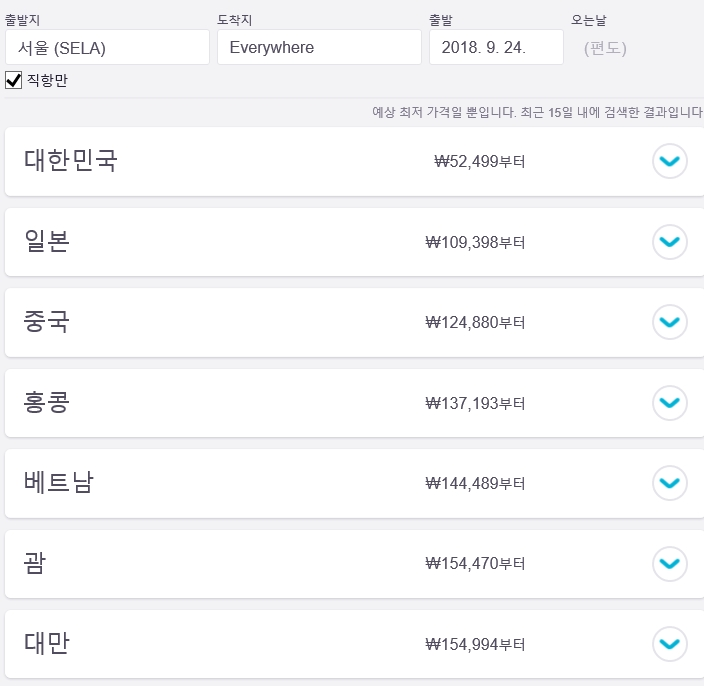 출발지 도착지 출발 오는날
서울 (SELA) Everywhere 2018. 9. 24. (편도)
직항만
예상 최저 가격일 뿐입니다. 최근 15일 내에 검색한 결과입니다
대한민국 ₩52,499부터
일본 ₩109,398부터
중국 ₩124,880부터
홍콩 ₩137,193부터
베트남 ₩144,489부터
괌 ₩154,470부터
대만 ₩154,994부터